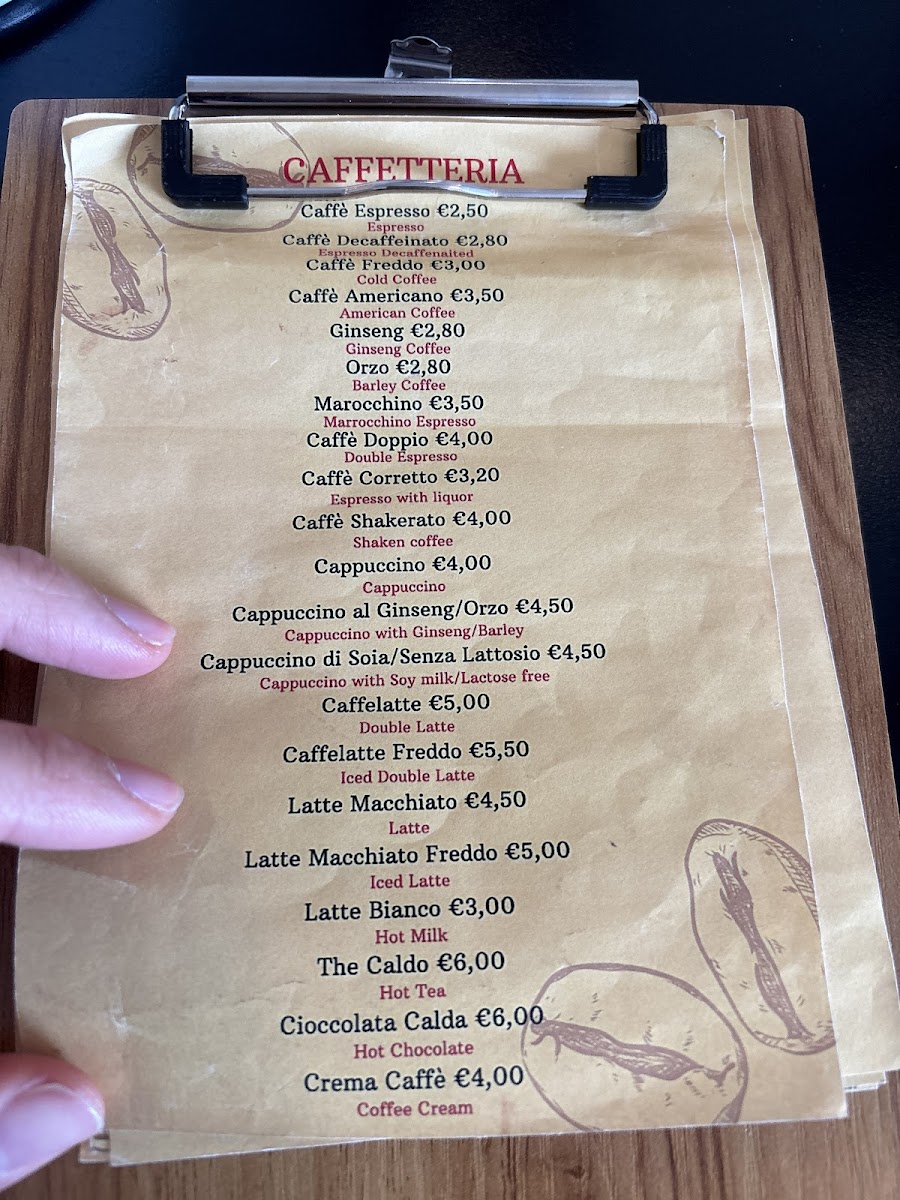 CAFFETTERIA
Caffè Espresso €2,50
Espresso
Caffè Decaffeinato €2,80
Espresso Decaffenaited
Caffè Freddo €3,00
Cold Coffee
Caffè Americano €3,50
American Coffee
Ginseng €2,80
Ginseng Coffee
Orzo €2,80
Barley Coffee
Marocchino €3,50
Marrocchino Espresso
Caffè Doppio €4,00
Double Espresso
Caffè Corretto €3,20
Espresso with liquor
Caffè Shakerato €4,00
Shaken coffee
Cappuccino €4,00
Cappuccino
Cappuccino al Ginseng/Orzo €4,50
Cappuccino with Ginseng/Barley
Cappuccino di Soia/Senza Lattosio €4,50
Cappuccino with Soy milk/Lactose free
Caffelatte €5,00
Double Latte
Caffelatte Freddo €5,50
Iced Double Latte
Latte Macchiato €4,50
Latte
Latte Macchiato Freddo €5,00
Iced Latte
Latte Bianco €3,00
Hot Milk
The Caldo €6,00
Hot Tea
Cioccolata Calda €6,00
Hot Chocolate
Crema Caffè €4,00
Coffee Cream